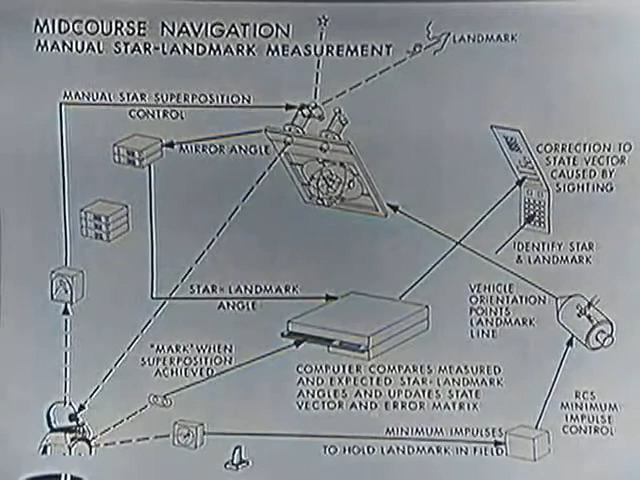 MIDCOURSE NAVIGATION
MANUAL STAR-LANDMARK MEASUREMENT
LANDMARK
MANUAL STAR SUPERPOSITION
CONTROL
MIRROR ANGLE
CORRECTION TO
STATE VECTOR
CAUSED BY
SIGHTING
IDENTIFY STAR
& LANDMARK
STAR-LANDMARK
ANGLE
VEHICLE
ORIENTATION
POINTS
LANDMARK
LINE
"MARK" WHEN
SUPERPOSITION
ACHIEVED
COMPUTER COMPARES MEASURED
AND EXPECTED STAR-LANDMARK
ANGLES AND UPDATES STATE
VECTOR AND ERROR MATRIX
RCS
MINIMUM
IMPULSE
CONTROL
MINIMUM IMPULSES
TO HOLD LANDMARK IN FIELD